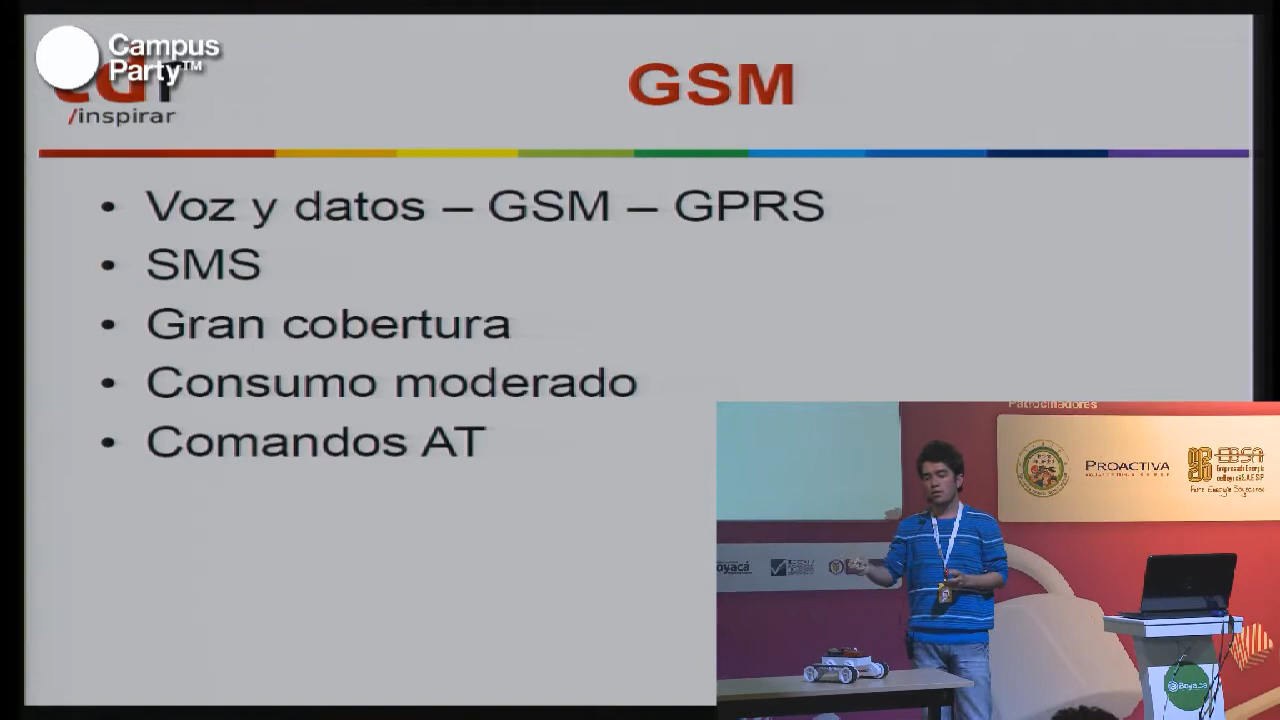 Campus
Party™
/inspirar
GSM
• Voz y datos – GSM – GPRS
• SMS
• Gran cobertura
• Consumo moderado
• Comandos AT
Patrocinadores
PROACTIVA
EBSA
Boyacá